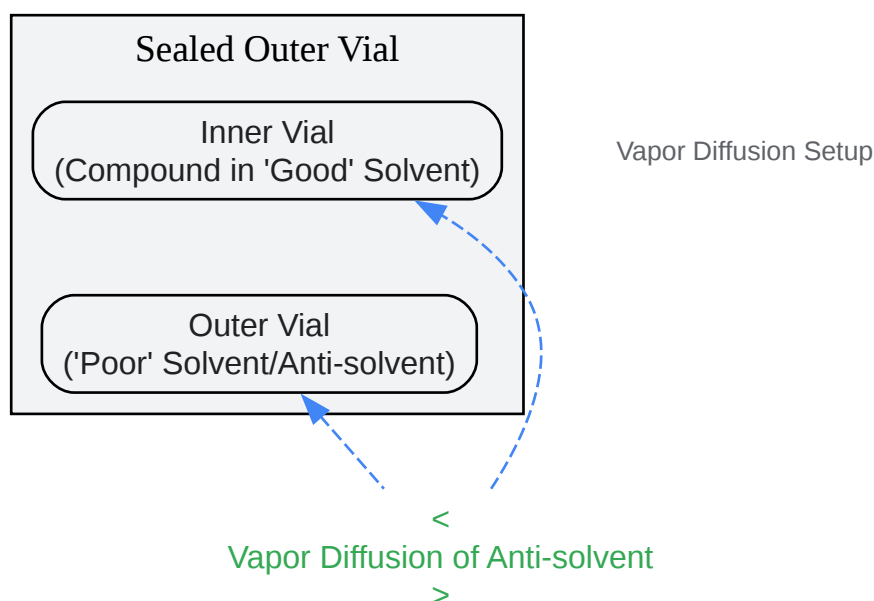 Sealed Outer Vial
Inner Vial
(Compound in 'Good' Solvent)
Vapor Diffusion Setup
Outer Vial
('Poor' Solvent/Anti-solvent)
<
Vapor Diffusion of Anti-solvent
>